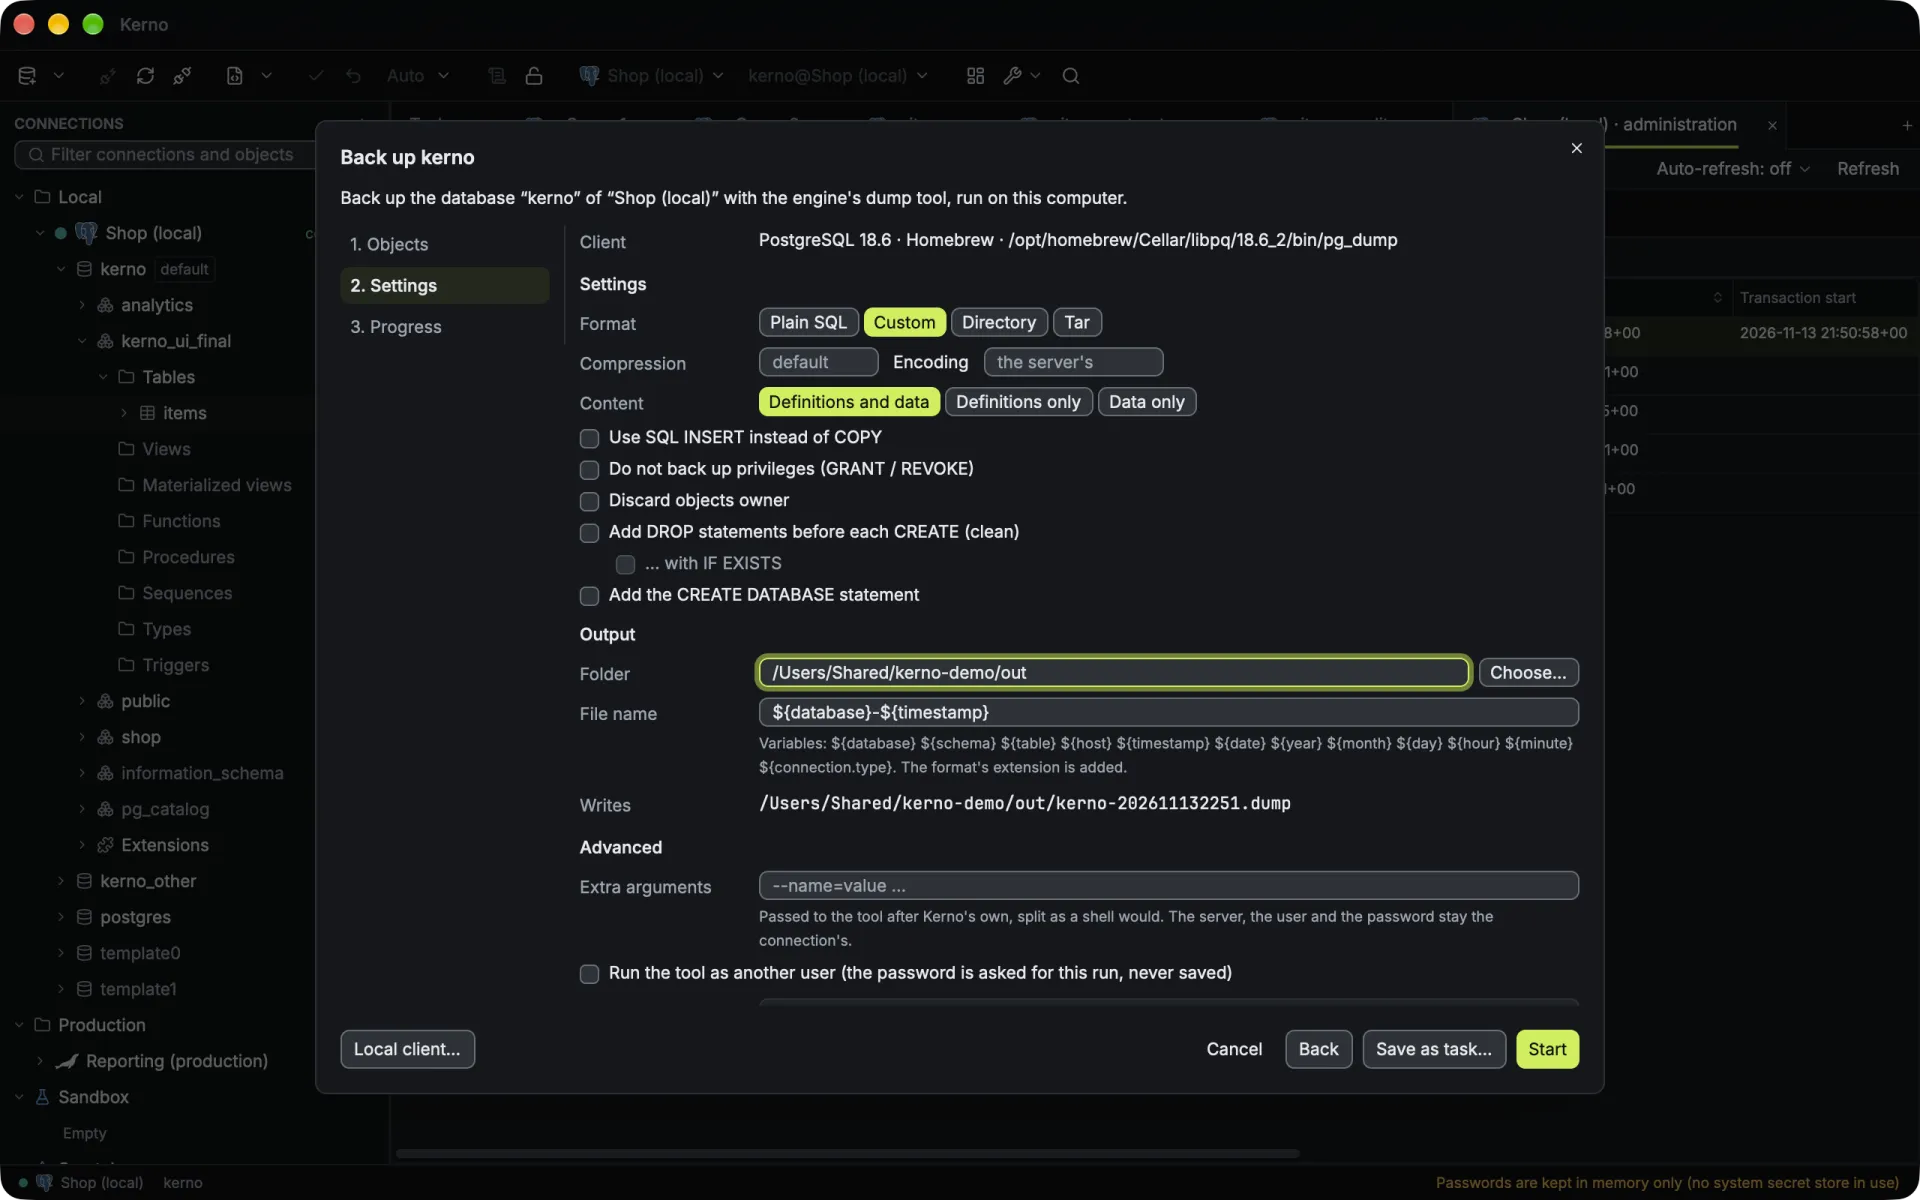 Kerno
Auto
Shop (local)
kerno@Shop (local)
CONNECTIONS
Filter connections and objects
Local
Shop (local)
kerno default
analytics
kerno_ui_final
Tables
items
Views
Materialized views
Functions
Procedures
Sequences
Types
Triggers
public
shop
information_schema
pg_catalog
Extensions
kerno_other
postgres
template0
template1
Production
Reporting (production)
Sandbox
Empty
· administration
Auto-refresh: off
Refresh
Transaction start
8+00 2026-11-13 21:50:58+00
1+00
5+00
1+00
+00
Back up kerno
Back up the database “kerno” of “Shop (local)” with the engine's dump tool, run on this computer.
1. Objects
2. Settings
3. Progress
Client PostgreSQL 18.6 · Homebrew · /opt/homebrew/Cellar/libpq/18.6_2/bin/pg_dump
Settings
Format Plain SQL Custom Directory Tar
Compression default Encoding the server's
Content Definitions and data Definitions only Data only
Use SQL INSERT instead of COPY
Do not back up privileges (GRANT / REVOKE)
Discard objects owner
Add DROP statements before each CREATE (clean)
... with IF EXISTS
Add the CREATE DATABASE statement
Output
Folder /Users/Shared/kerno-demo/out Choose...
File name ${database}-${timestamp}
Variables: ${database} ${schema} ${table} ${host} ${timestamp} ${date} ${year} ${month} ${day} ${hour} ${minute}
${connection.type}. The format's extension is added.
Writes /Users/Shared/kerno-demo/out/kerno-202611132251.dump
Advanced
Extra arguments --name=value ...
Passed to the tool after Kerno's own, split as a shell would. The server, the user and the password stay the
connection's.
Run the tool as another user (the password is asked for this run, never saved)
Local client... Cancel Back Save as task... Start
Shop (local) kerno
Passwords are kept in memory only (no system secret store in use)